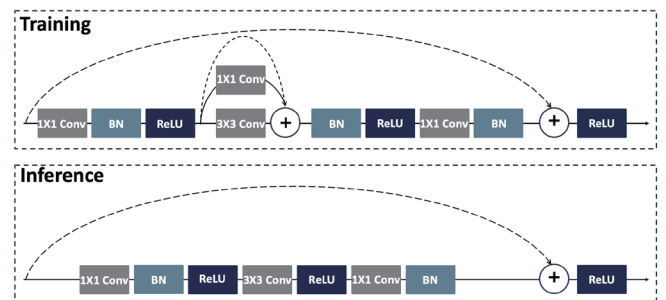 Training
1X1 Conv
1X1 Conv BN ReLU 3X3 Conv + BN ReLU 1X1 Conv BN + ReLU
Inference
1X1 Conv BN ReLU 3X3 Conv ReLU 1X1 Conv BN + ReLU